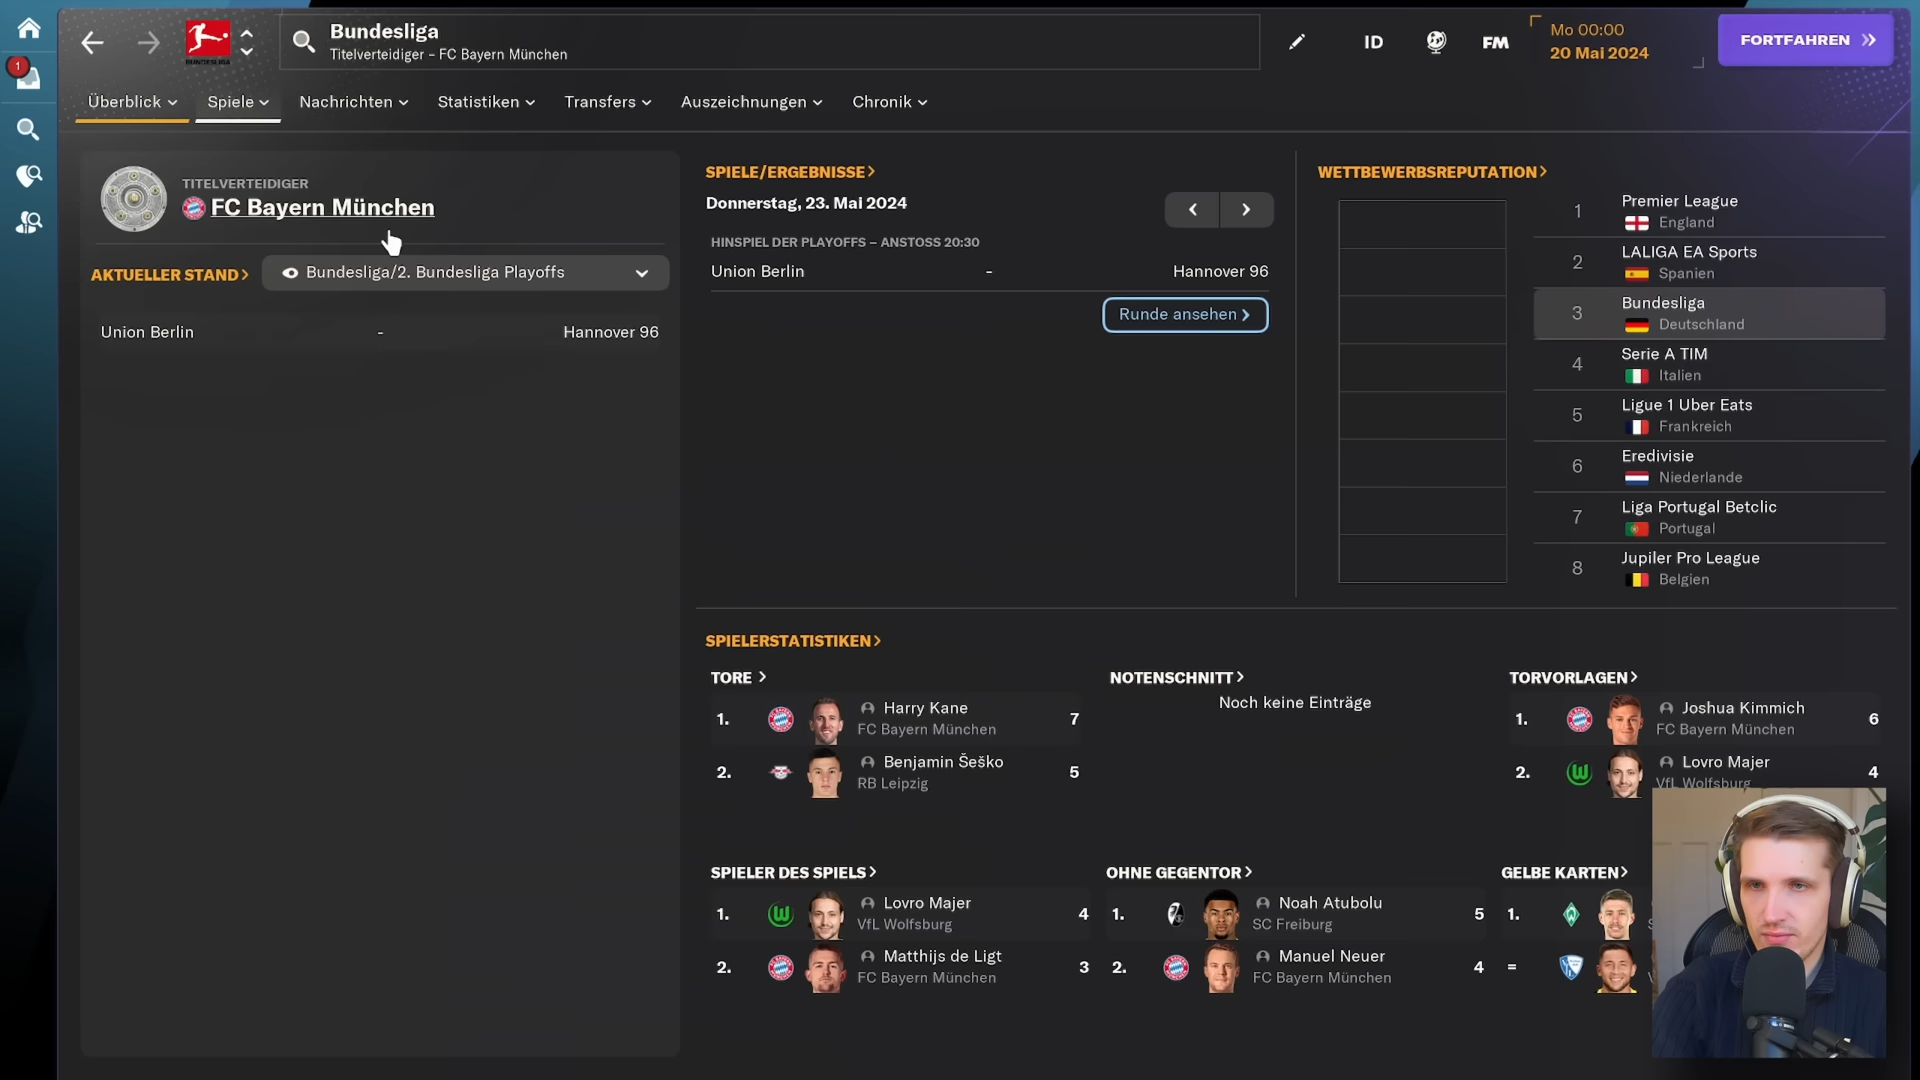 Bundesliga
Titelverteidiger – FC Bayern München
BUNDESLIGA
ID
FM
Mo 00:00
20 Mai 2024
FORTFAHREN
1
Überblick
Spiele
Nachrichten
Statistiken
Transfers
Auszeichnungen
Chronik
TITELVERTEIDIGER
FC Bayern München
AKTUELLER STAND
Bundesliga/2. Bundesliga Playoffs
Union Berlin - Hannover 96
SPIELE/ERGEBNISSE
Donnerstag, 23. Mai 2024
HINSPIEL DER PLAYOFFS – ANSTOSS 20:30
Union Berlin - Hannover 96
Runde ansehen
WETTBEWERBSREPUTATION
1 Premier League
England
2 LALIGA EA Sports
Spanien
3 Bundesliga
Deutschland
4 Serie A TIM
Italien
5 Ligue 1 Uber Eats
Frankreich
6 Eredivisie
Niederlande
7 Liga Portugal Betclic
Portugal
8 Jupiler Pro League
Belgien
SPIELERSTATISTIKEN
TORE
1. Harry Kane 7
FC Bayern München
2. Benjamin Šeško 5
RB Leipzig
NOTENSCHNITT
Noch keine Einträge
TORVORLAGEN
1. Joshua Kimmich 6
FC Bayern München
2. Lovro Majer 4
VfL Wolfsburg
SPIELER DES SPIELS
1. Lovro Majer 4
VfL Wolfsburg
2. Matthijs de Ligt 3
FC Bayern München
OHNE GEGENTOR
1. Noah Atubolu 5
SC Freiburg
2. Manuel Neuer 4
FC Bayern München
GELBE KARTEN
1.
=